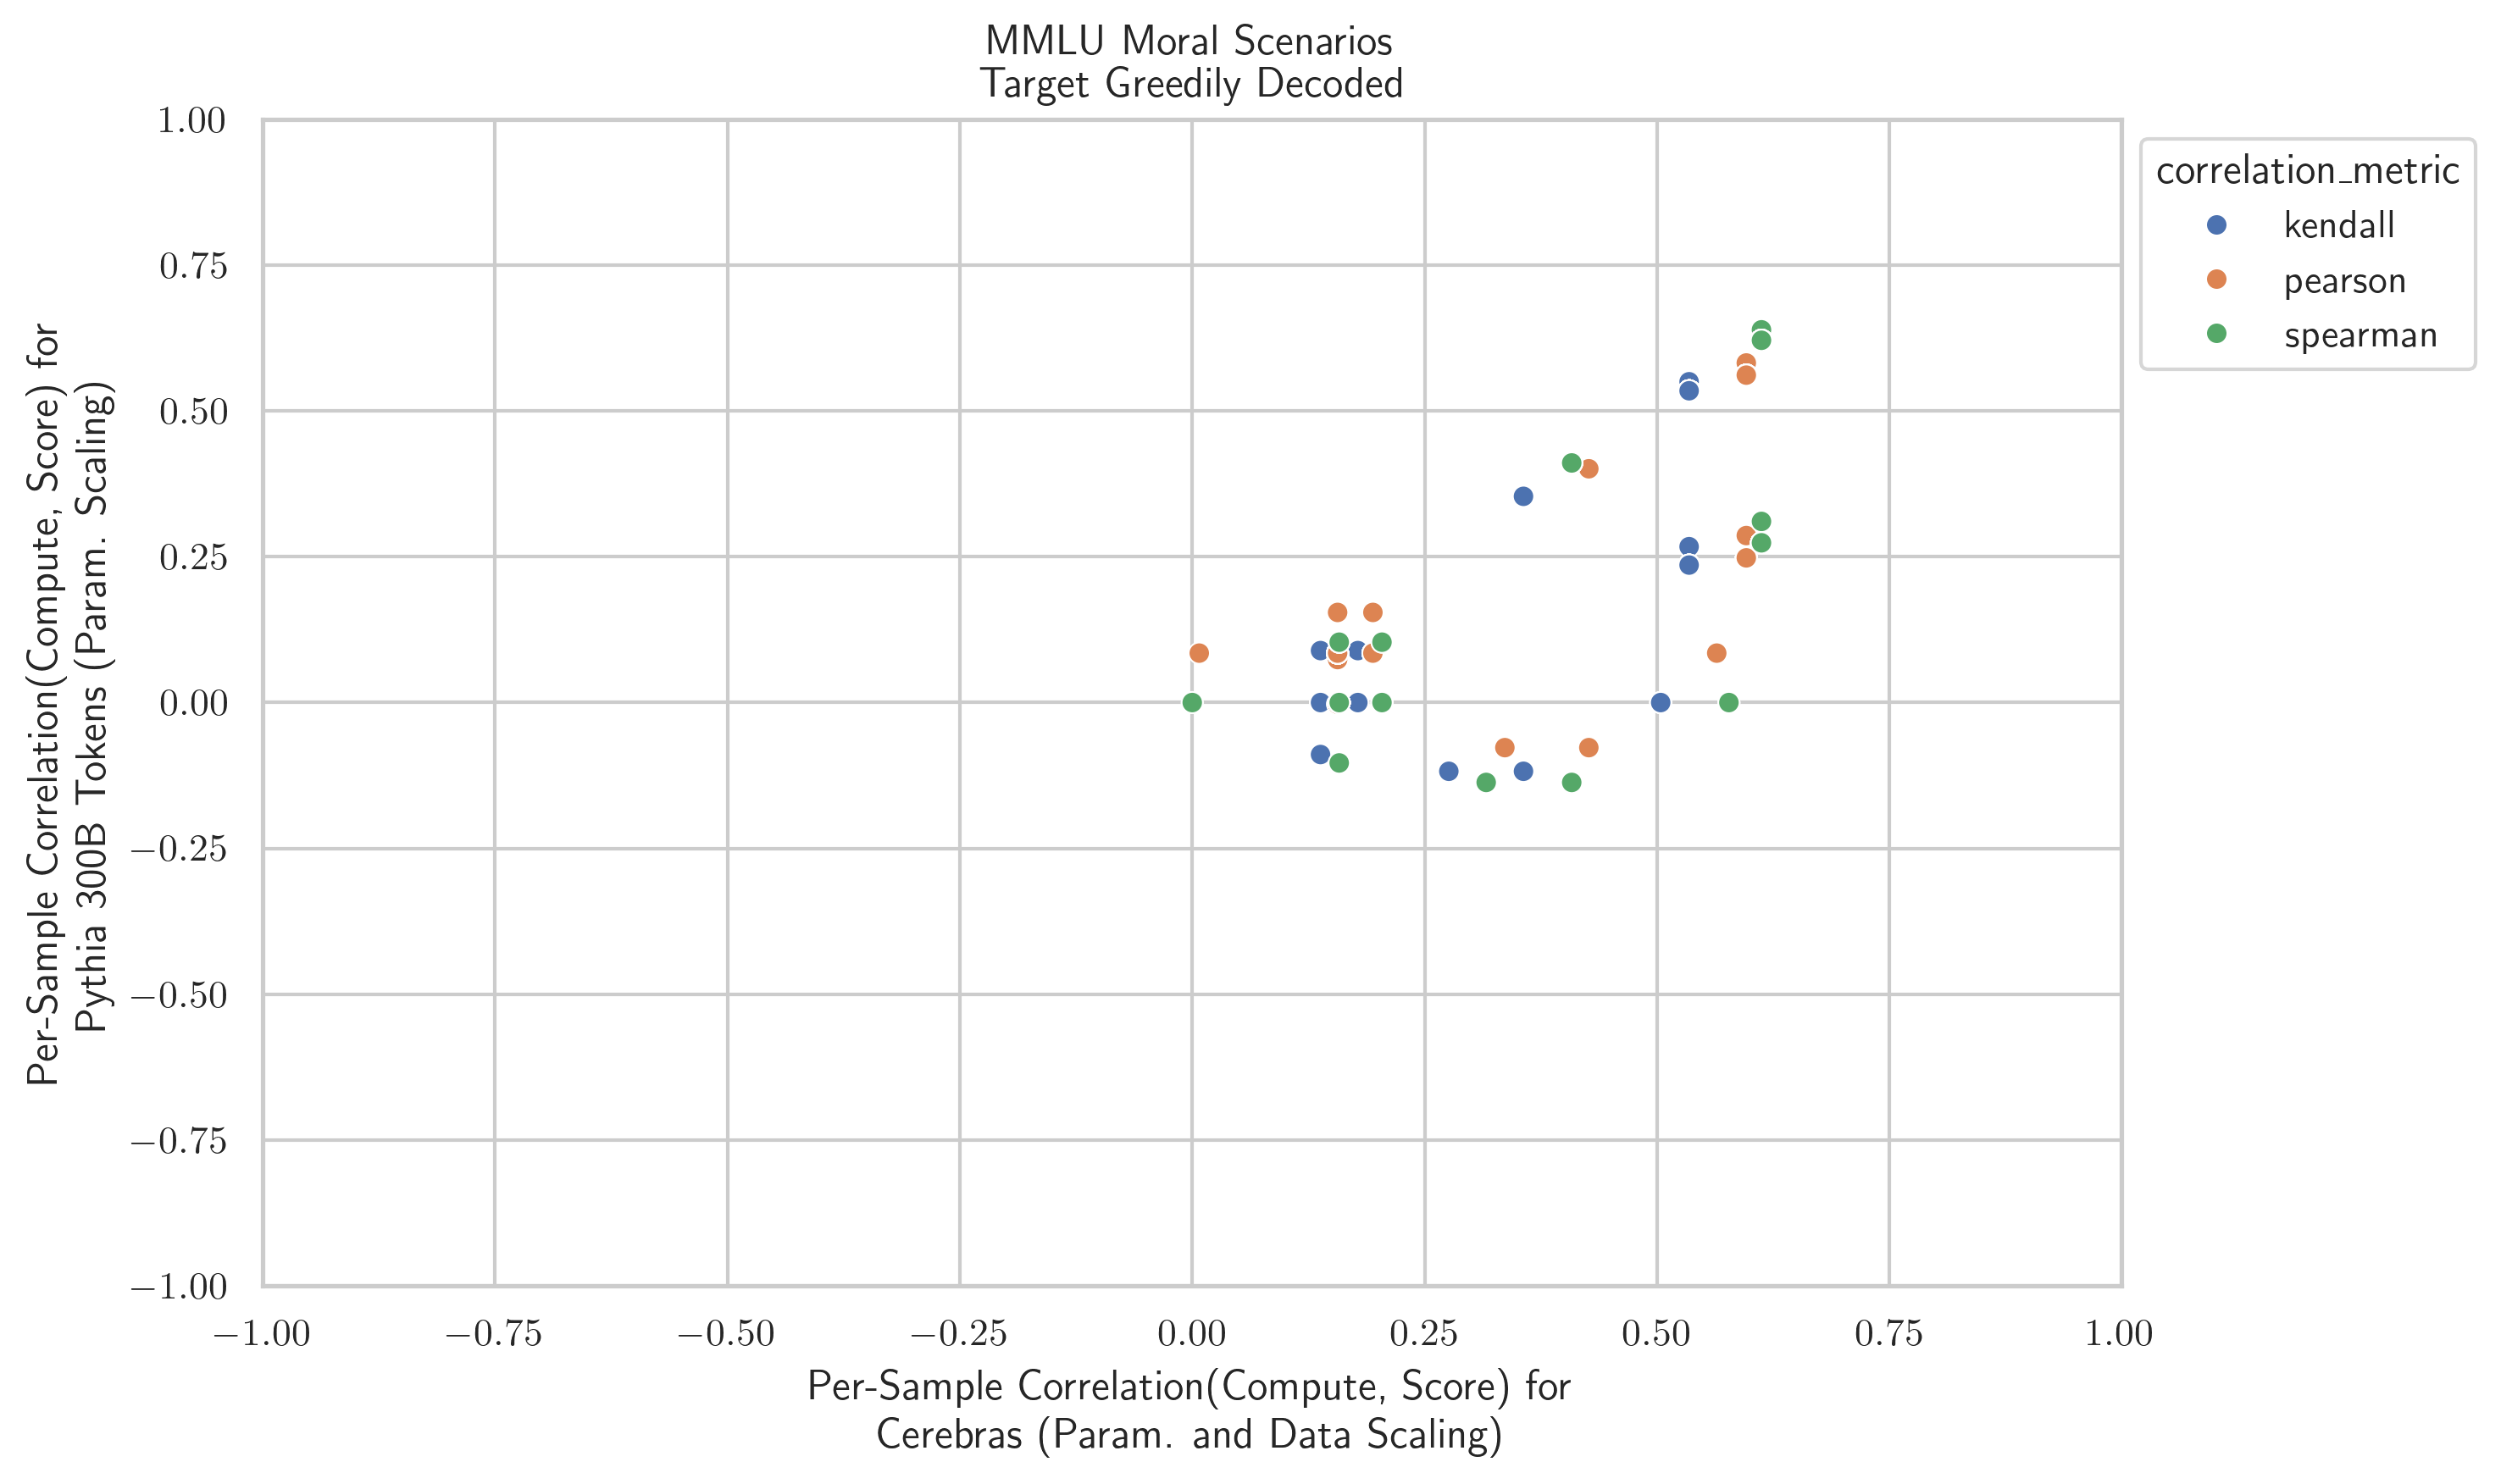 MMLU Moral Scenarios
Target Greedily Decoded
Per-Sample Correlation(Compute, Score) for
Pythia 300B Tokens (Param. Scaling)
1.00
0.75
0.50
0.25
0.00
−0.25
−0.50
−0.75
−1.00
−1.00 −0.75 −0.50 −0.25 0.00 0.25 0.50 0.75 1.00
Per-Sample Correlation(Compute, Score) for
Cerebras (Param. and Data Scaling)
correlation_metric
kendall
pearson
spearman